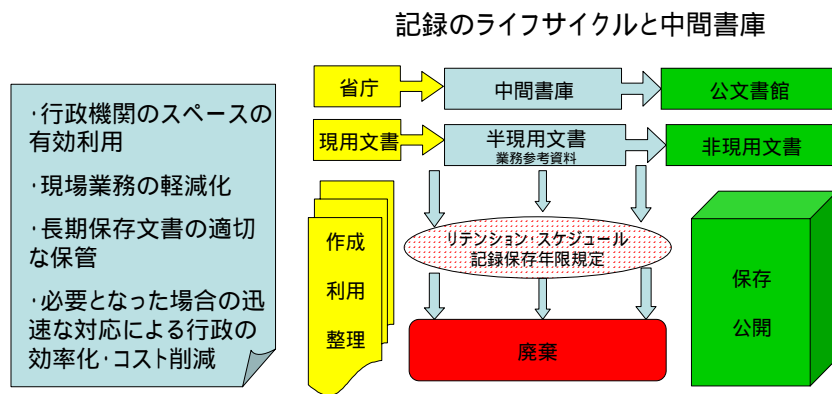 記録のライフサイクルと中間書庫
省庁
中間書庫
公文書館
現用文書
半現用文書
業務参考資料
非現用文書
・行政機関のスペースの
有効利用
・現場業務の軽減化
・長期保存文書の適切
な保管
・必要となった場合の迅
速な対応による行政の
効率化・コスト削減
作成
利用
整理
リテンション・スケジュール
記録保存年限規定
廃棄
保存
公開